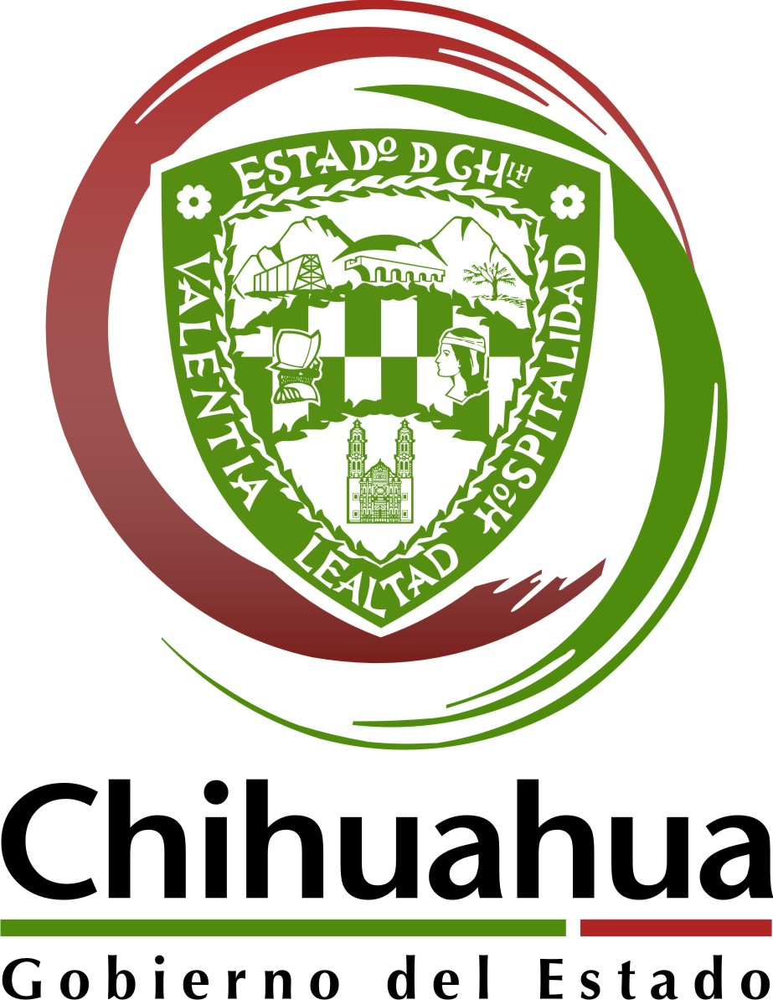 ESTADO D CHIH
VALENTIA
LEALTAD
HOSPITALIDAD
Chihuahua
Gobierno del Estado